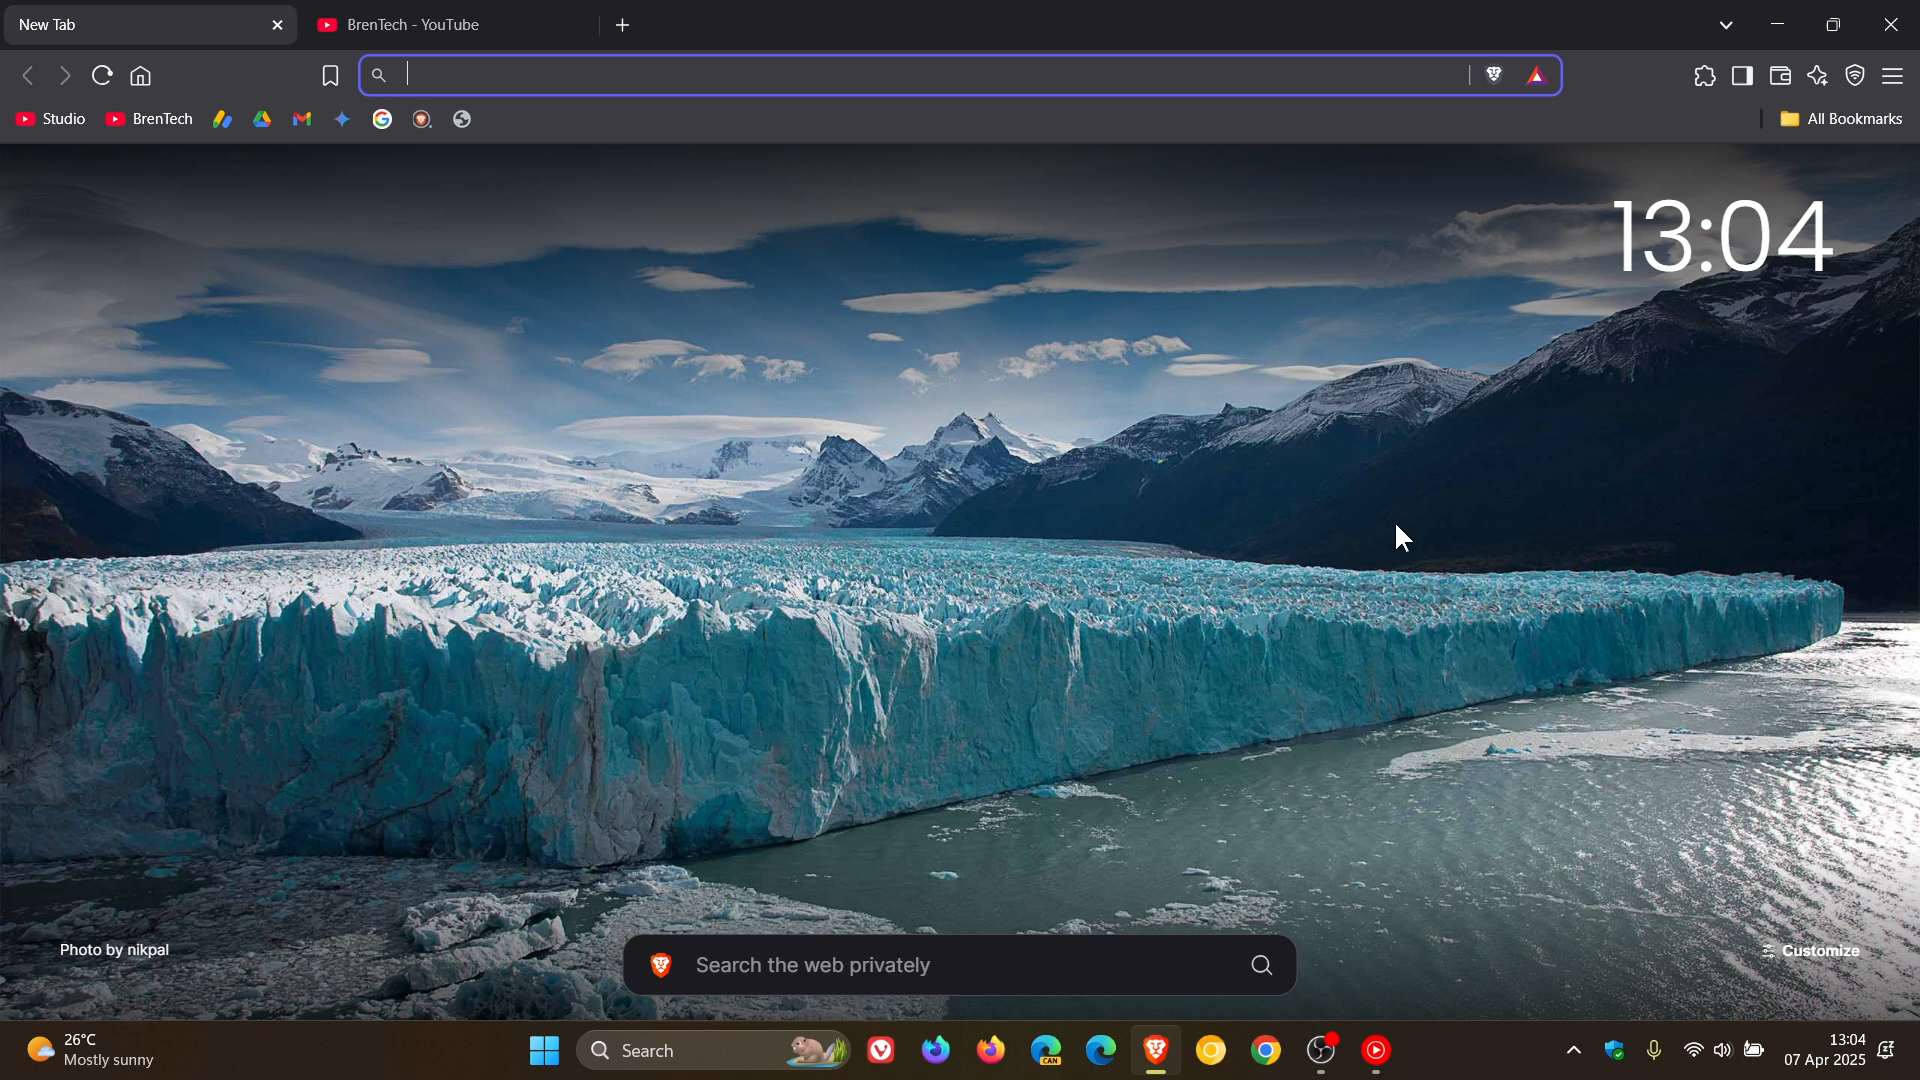 New Tab
BrenTech - YouTube
Studio
BrenTech
All Bookmarks
13:04
Photo by nikpal
Search the web privately
Customize
26°C
Mostly sunny
Search
CAN
13:04
07 Apr 2025